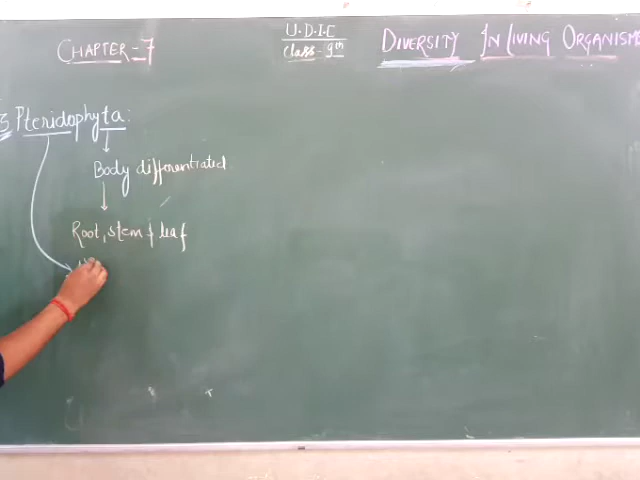 CHAPTER-7
U.D.I.C
Class-9th
DIVERSITY IN LIVING ORGANISMS
3 Pteridophyta:
Body differentiated
Root, stem & leaf